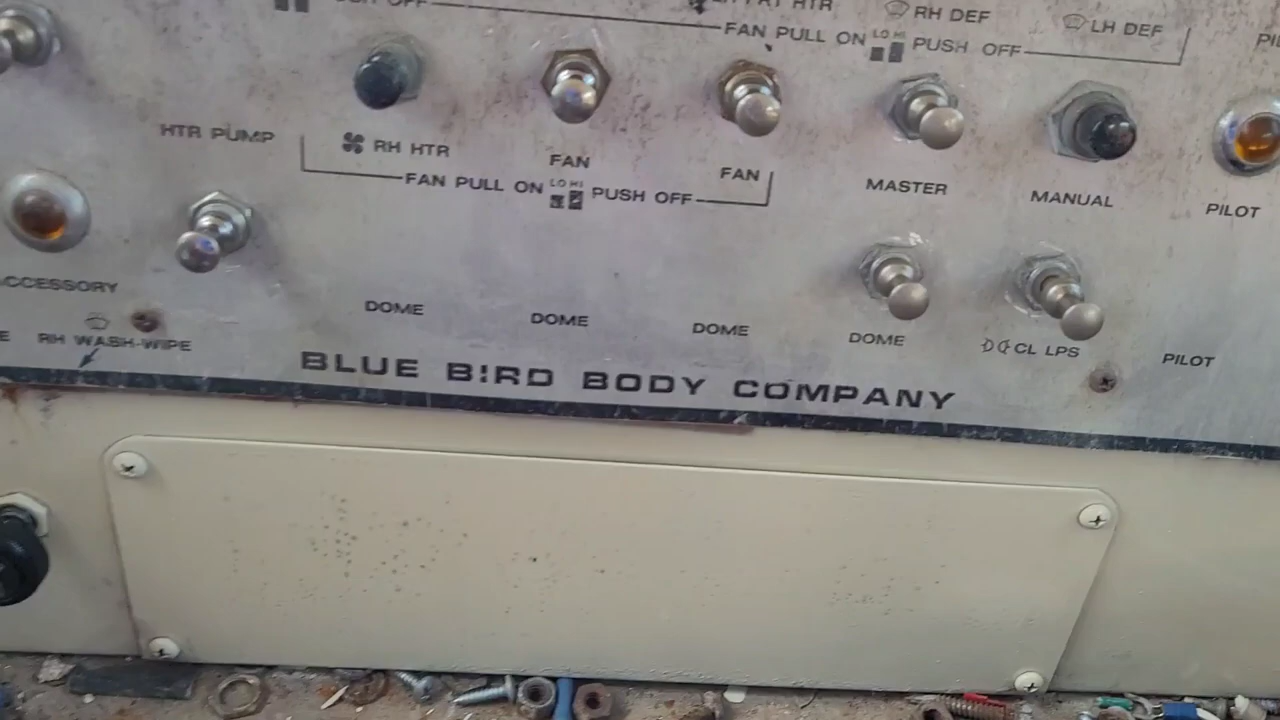 HTR
RH DEF
LH DEF
FAN PULL ON LO HI PUSH OFF
HTR PUMP
RH HTR
FAN
FAN
MASTER
MANUAL
PILOT
FAN PULL ON LO HI PUSH OFF
ACCESSORY
DOME
DOME
DOME
DOME
CL LPS
PILOT
RH WASH-WIPE
BLUE BIRD BODY COMPANY